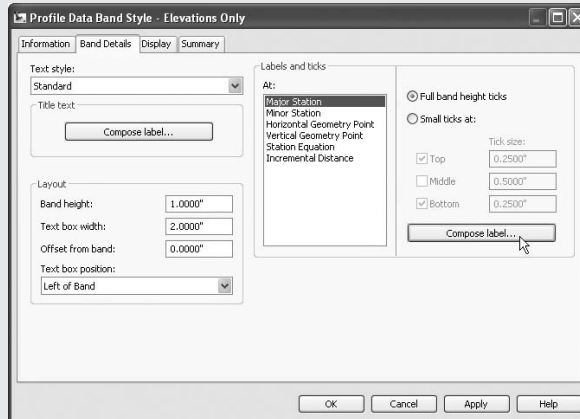 Profile Data Band Style - Elevations Only
Information Band Details Display Summary
Text style:
Standard
Title text
Compose label...
Layout
Band height: 1.0000"
Text box width: 2.0000"
Offset from band: 0.0000"
Text box position:
Left of Band
Labels and ticks
At:
Major Station
Minor Station
Horizontal Geometry Point
Vertical Geometry Point
Station Equation
Incremental Distance
Full band height ticks
Small ticks at:
Tick size:
Top 0.2500"
Middle 0.5000"
Bottom 0.2500"
Compose label...
OK Cancel Apply Help